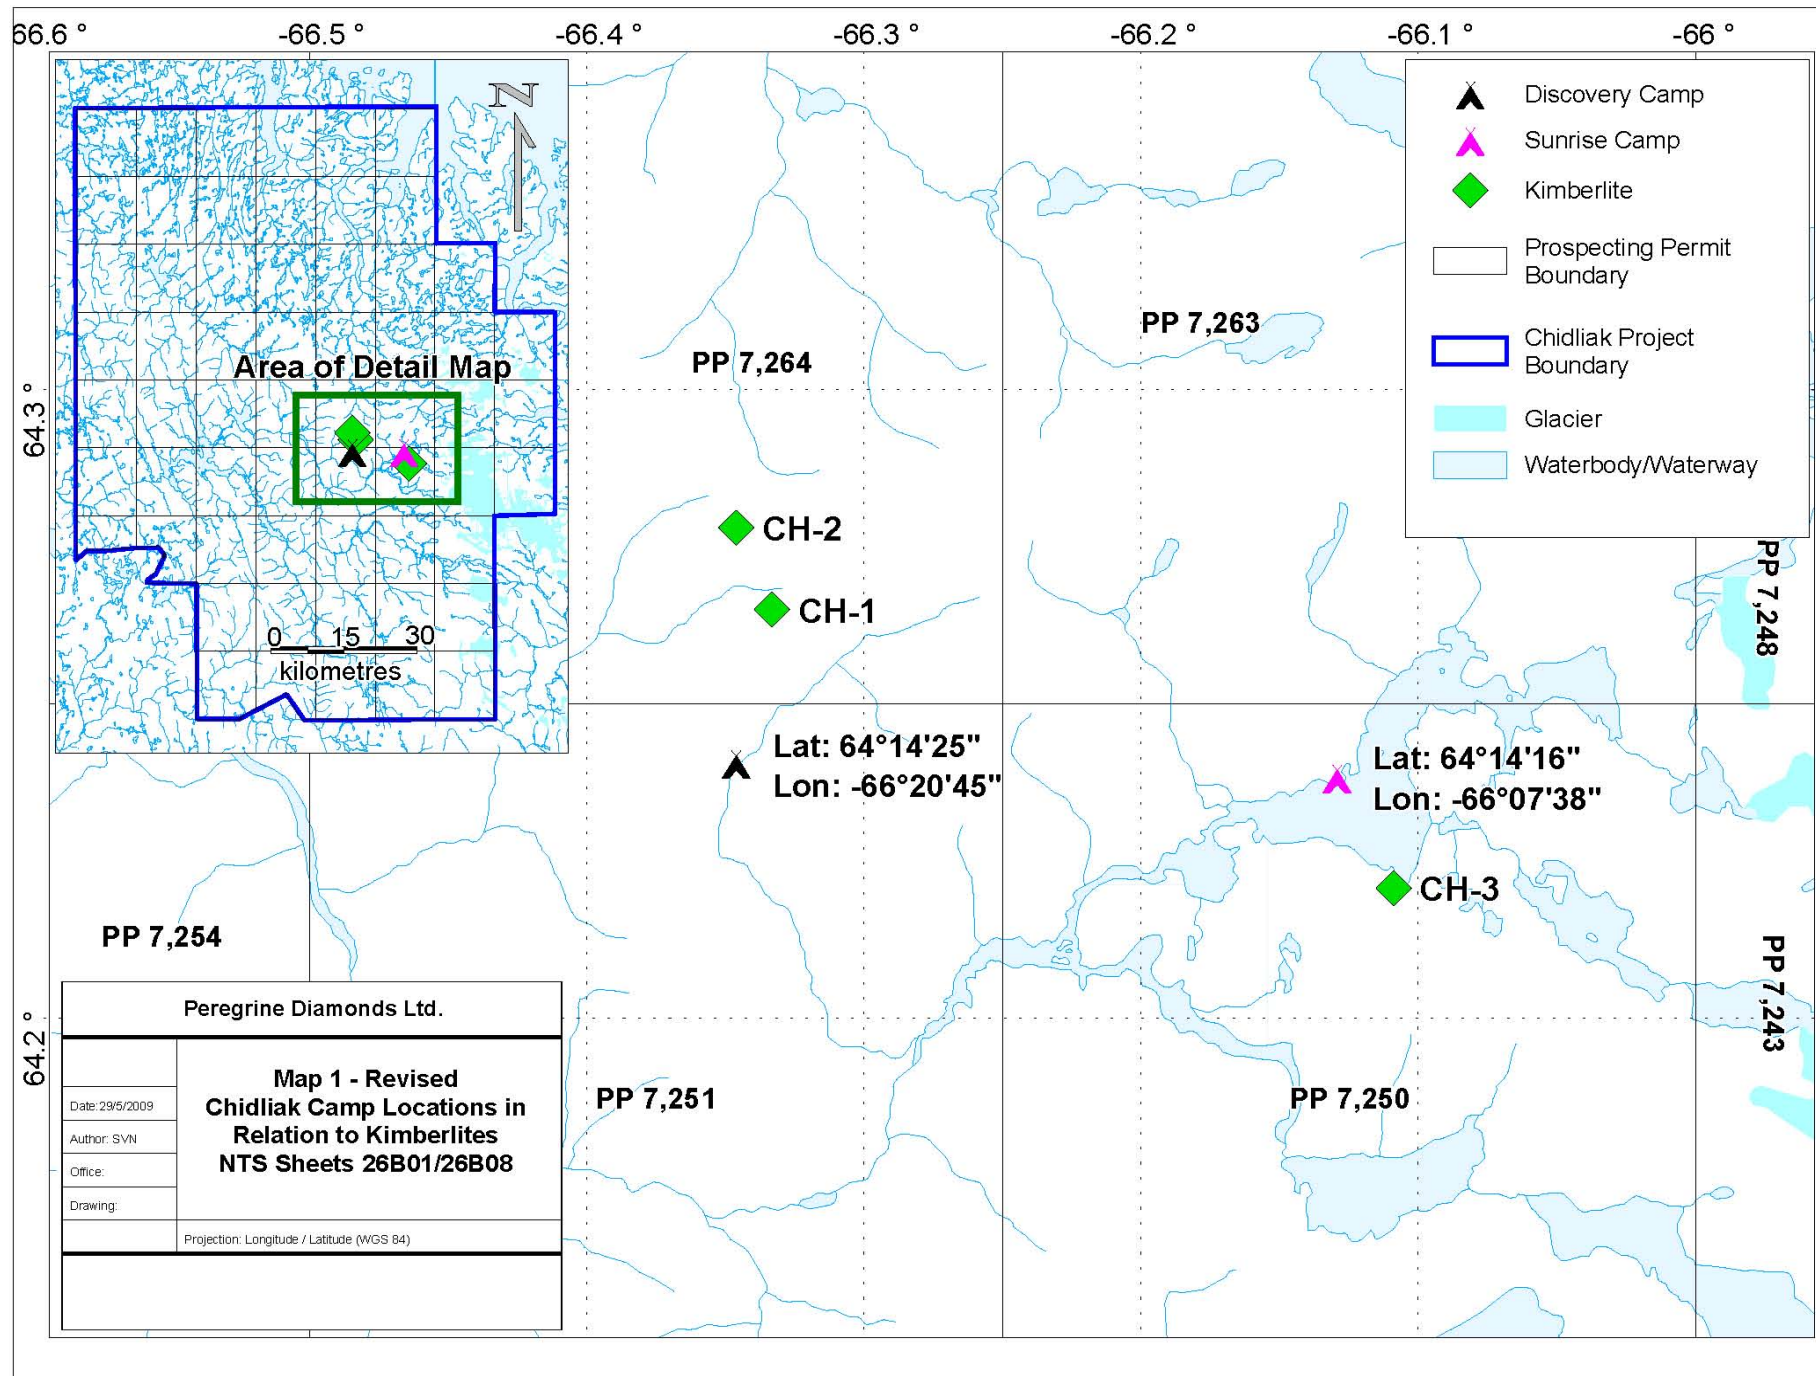 66.6 °
-66.5 °
-66.4 °
-66.3 °
-66.2 °
-66.1 °
-66 °
N
Discovery Camp
Sunrise Camp
Kimberlite
Prospecting Permit
Boundary
Chidliak Project
Boundary
Glacier
Waterbody/Waterway
Area of Detail Map
0 15 30
kilometres
64.3 °
64.2 °
PP 7,263
PP 7,264
CH-2
CH-1
PP 7,248
Lat: 64°14'25"
Lon: -66°20'45"
Lat: 64°14'16"
Lon: -66°07'38"
CH-3
PP 7,254
PP 7,243
PP 7,251
PP 7,250
Peregrine Diamonds Ltd.
Map 1 - Revised
Chidliak Camp Locations in
Relation to Kimberlites
NTS Sheets 26B01/26B08
Date: 29/5/2009
Author: SVN
Office:
Drawing:
Projection: Longitude / Latitude (WGS 84)